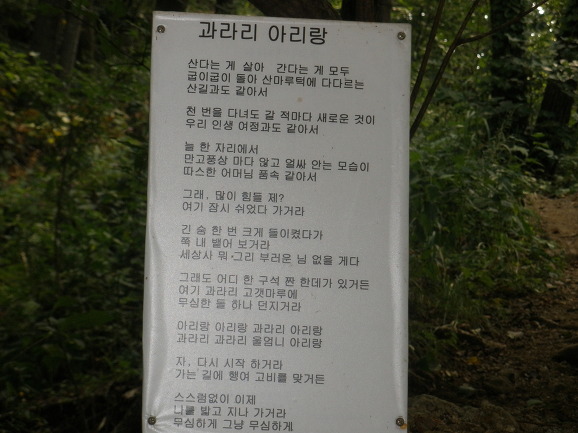 과라리 아리랑
산다는 게 살아 간다는 게 모두
굽이굽이 돌아 산마루턱에 다다르는
산길과도 같아서
천 번을 다녀도 갈 적마다 새로운 것이
우리 인생 여정과도 같아서
늘 한 자리에서
만고풍상 마다 않고 얼싸 안는 모습이
따스한 어머님 품속 같아서
그래, 많이 힘들 제?
여기 잠시 쉬었다 가거라
긴 숨 한 번 크게 들이켰다가
쭉 내 뱉어 보거라
세상사 뭐 그리 부러운 님 없을 게다
그래도 어디 한 구석 짠 한데가 있거든
여기 과라리 고갯마루에
무심한 돌 하나 던지거라
아리랑 아리랑 과라리 아리랑
과라리 과라리 울엄니 아리랑
자, 다시 시작 하거라
가는 길에 행여 고비를 맞거든
스스럼없이 이제
나를 밟고 지나 가거라
무심하게 그냥 무심하게